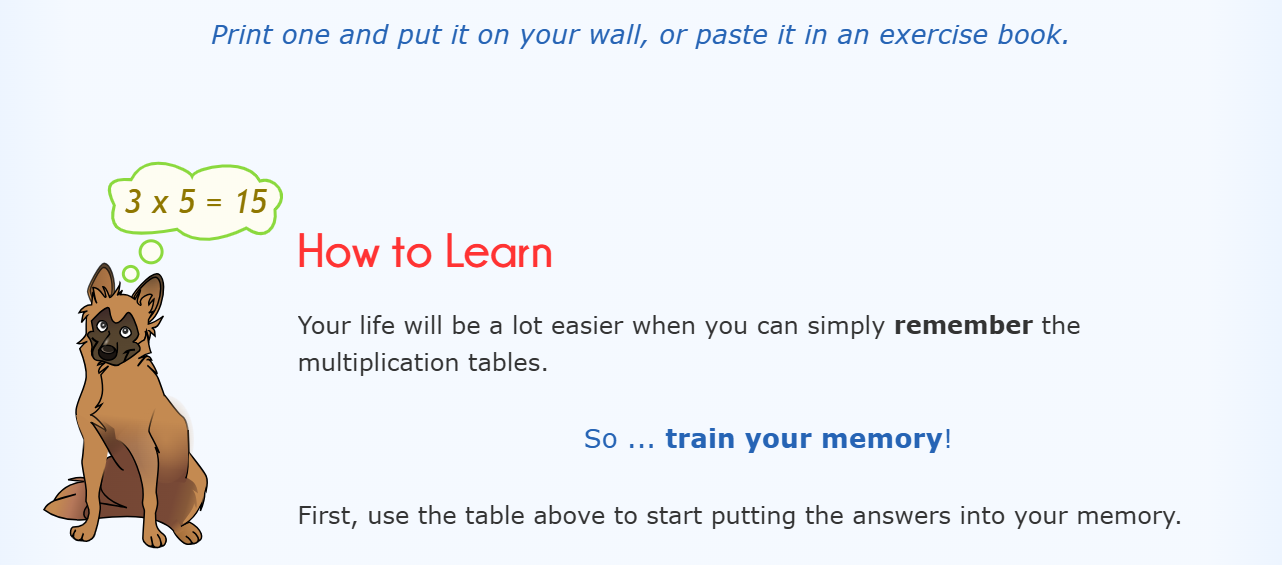 Print one and put it on your wall, or paste it in an exercise book.
3 x 5 = 15
How to Learn
Your life will be a lot easier when you can simply remember the
multiplication tables.
So ... train your memory!
First, use the table above to start putting the answers into your memory.